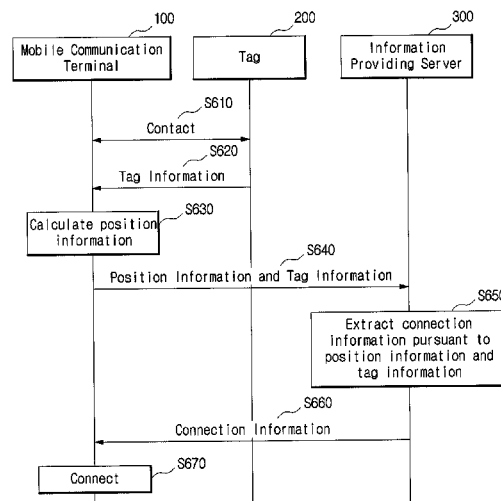 100
200
300
Mobile Communication
Terminal
Tag
Information
Providing Server
S610
Contact
S620
Tag Information
S630
Calculate position
information
S640
Position Information and Tag Information
S650
Extract connection
information pursuant to
position information and
tag information
S660
Connection Information
S670
Connect